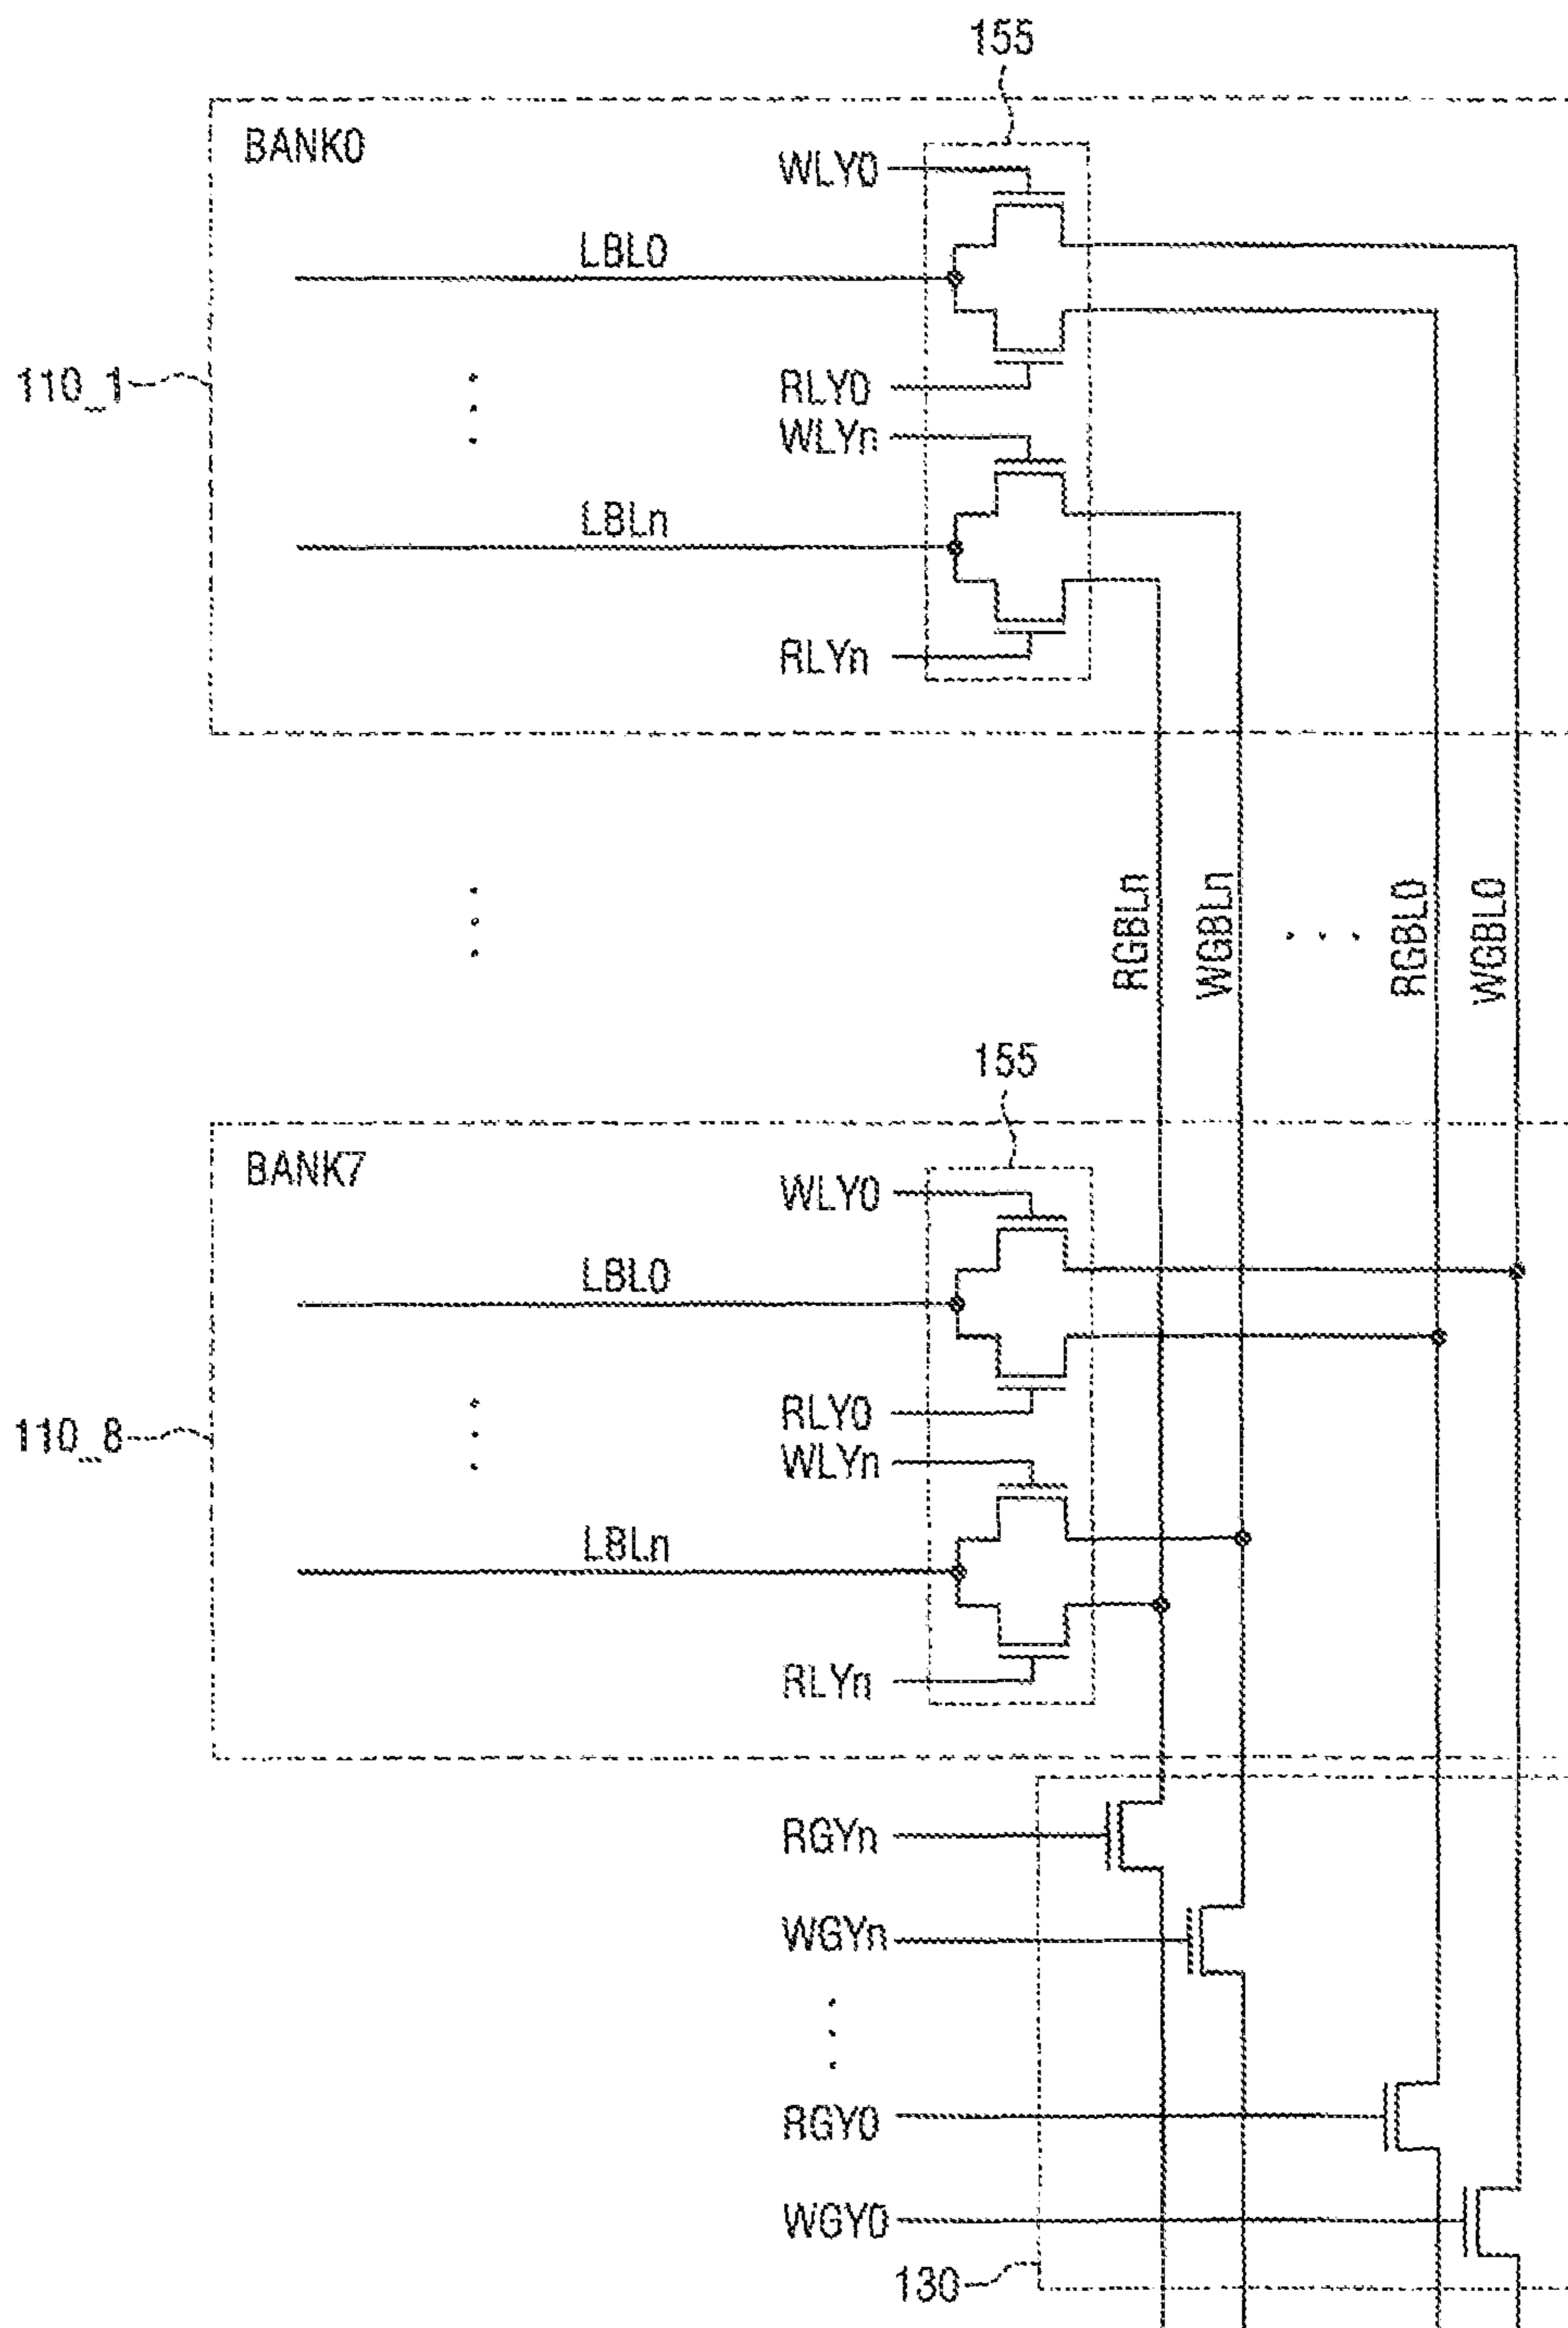 155
BANK0
WLY0
LBL0
110_1
RLY0
WLYn
LBLn
RLYn
RGBLn
WGBLn
RGBL0
WGBL0
155
BANK7
WLY0
LBL0
RLY0
110_8
WLYn
LBLn
RLYn
RGYn
WGYn
RGY0
WGY0
130